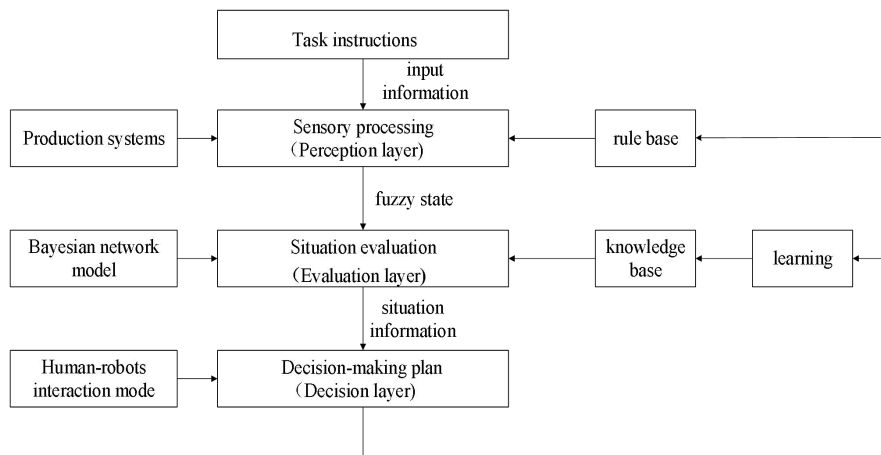 Task instructions
input
information
Production systems
Sensory processing
（Perception layer)
rule base
fuzzy state
Bayesian network
model
Situation evaluation
（Evaluation layer)
knowledge
base
learning
situation
information
Human-robots
interaction mode
Decision-making plan
（Decision layer)